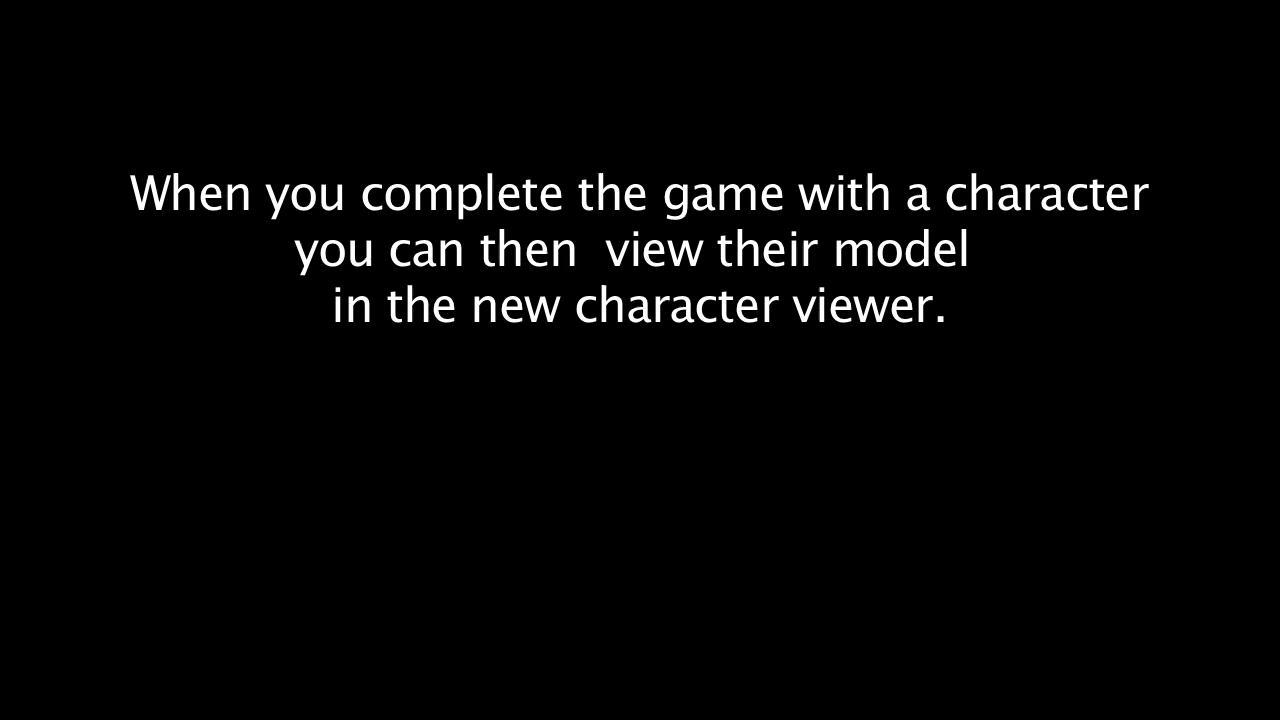 When you complete the game with a character
you can then  view their model
in the new character viewer.